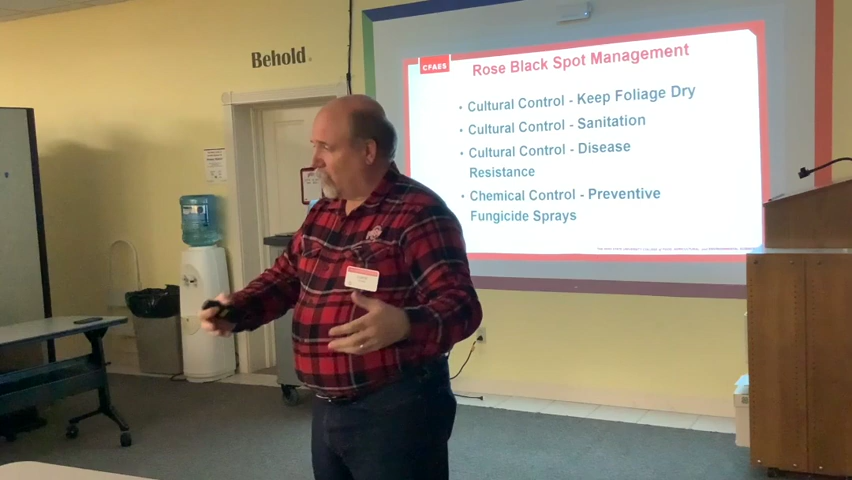 Behold.
CFAES
Rose Black Spot Management
• Cultural Control - Keep Foliage Dry
• Cultural Control - Sanitation
• Cultural Control - Disease
Resistance
• Chemical Control - Preventive
Fungicide Sprays